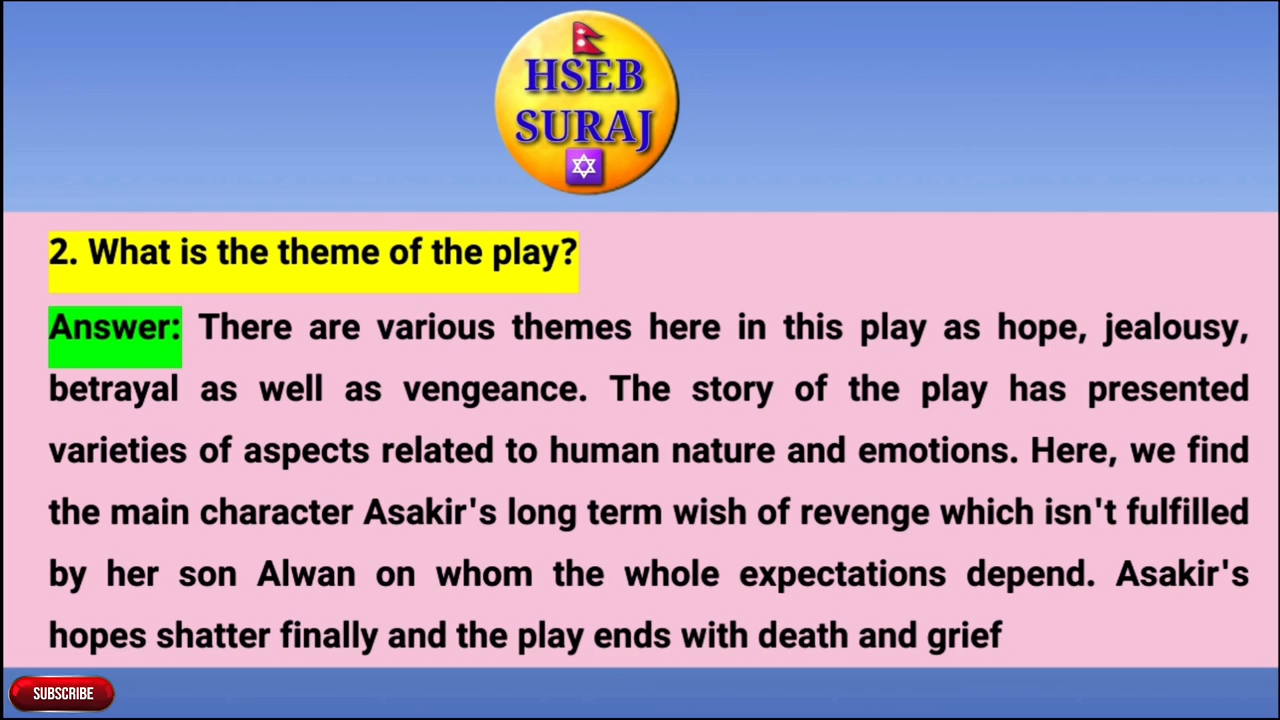 HSEB
SURAJ
2. What is the theme of the play?
Answer: There are various themes here in this play as hope, jealousy,
betrayal as well as vengeance. The story of the play has presented
varieties of aspects related to human nature and emotions. Here, we find
the main character Asakir's long term wish of revenge which isn't fulfilled
by her son Alwan on whom the whole expectations depend. Asakir's
hopes shatter finally and the play ends with death and grief
SUBSCRIBE